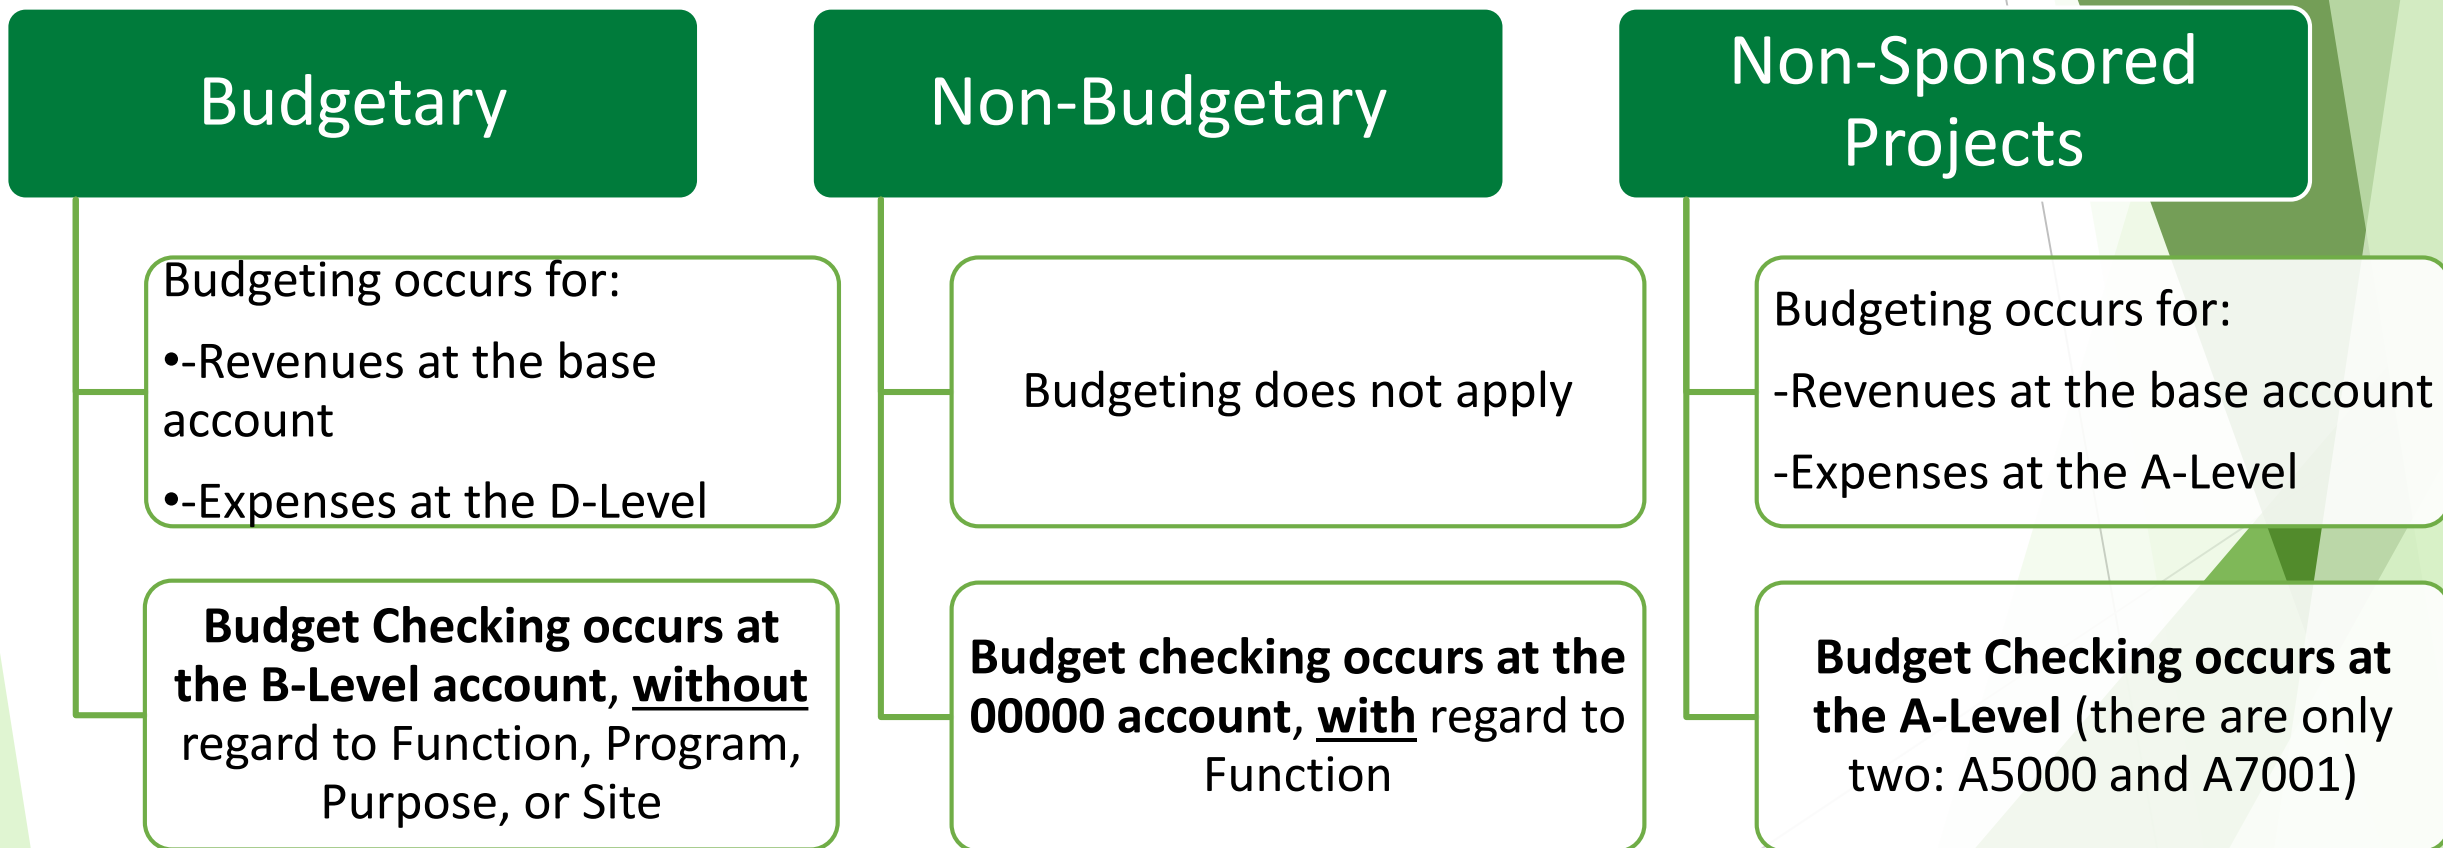 Budgetary
Budgeting occurs for:
•-Revenues at the base
account
•-Expenses at the D-Level
Budget Checking occurs at
the B-Level account, without
regard to Function, Program,
Purpose, or Site
Non-Budgetary
Budgeting does not apply
Budget checking occurs at the
00000 account, with regard to
Function
Non-Sponsored
Projects
Budgeting occurs for:
-Revenues at the base account
-Expenses at the A-Level
Budget Checking occurs at
the A-Level (there are only
two: A5000 and A7001)